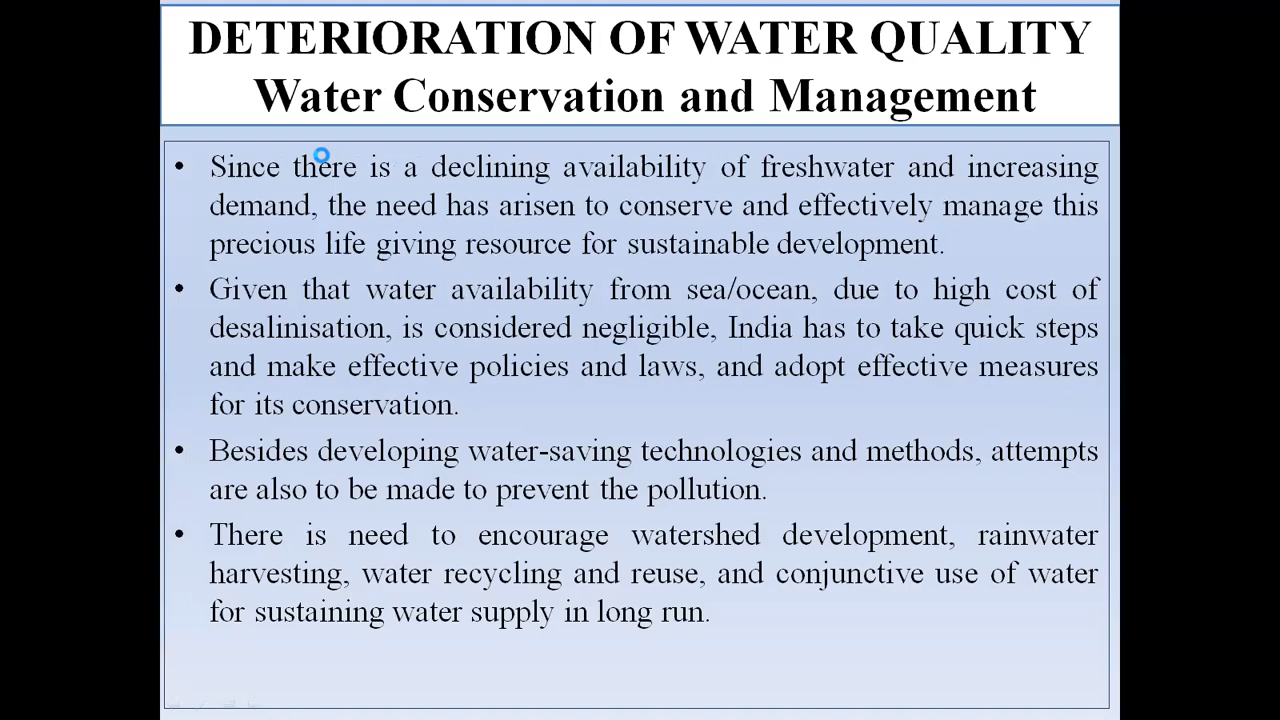 DETERIORATION OF WATER QUALITY
Water Conservation and Management
• Since there is a declining availability of freshwater and increasing
demand, the need has arisen to conserve and effectively manage this
precious life giving resource for sustainable development.
• Given that water availability from sea/ocean, due to high cost of
desalinisation, is considered negligible, India has to take quick steps
and make effective policies and laws, and adopt effective measures
for its conservation.
• Besides developing water-saving technologies and methods, attempts
are also to be made to prevent the pollution.
• There is need to encourage watershed development, rainwater
harvesting, water recycling and reuse, and conjunctive use of water
for sustaining water supply in long run.